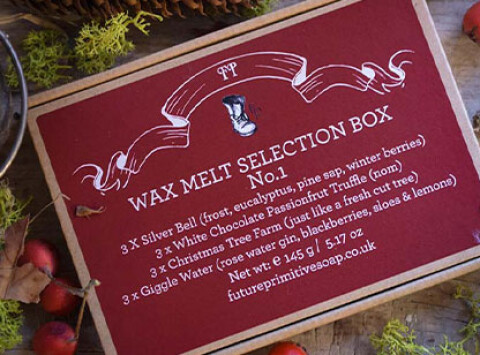 FP
WAX MELT SELECTION BOX
No.1
3 X Silver Bell (frost, eucalyptus, pine sap, winter berries)
3 x White Chocolate Passionfrut Truffle (nom)
3 x Christmas Tree Farm (just like a fresh cut tree)
3 x Giggle Water (rose water gin, blackberries, sloes & lemons)
Net wt: e 145 g / 5.17 oz
futureprimitivesoap.co.uk